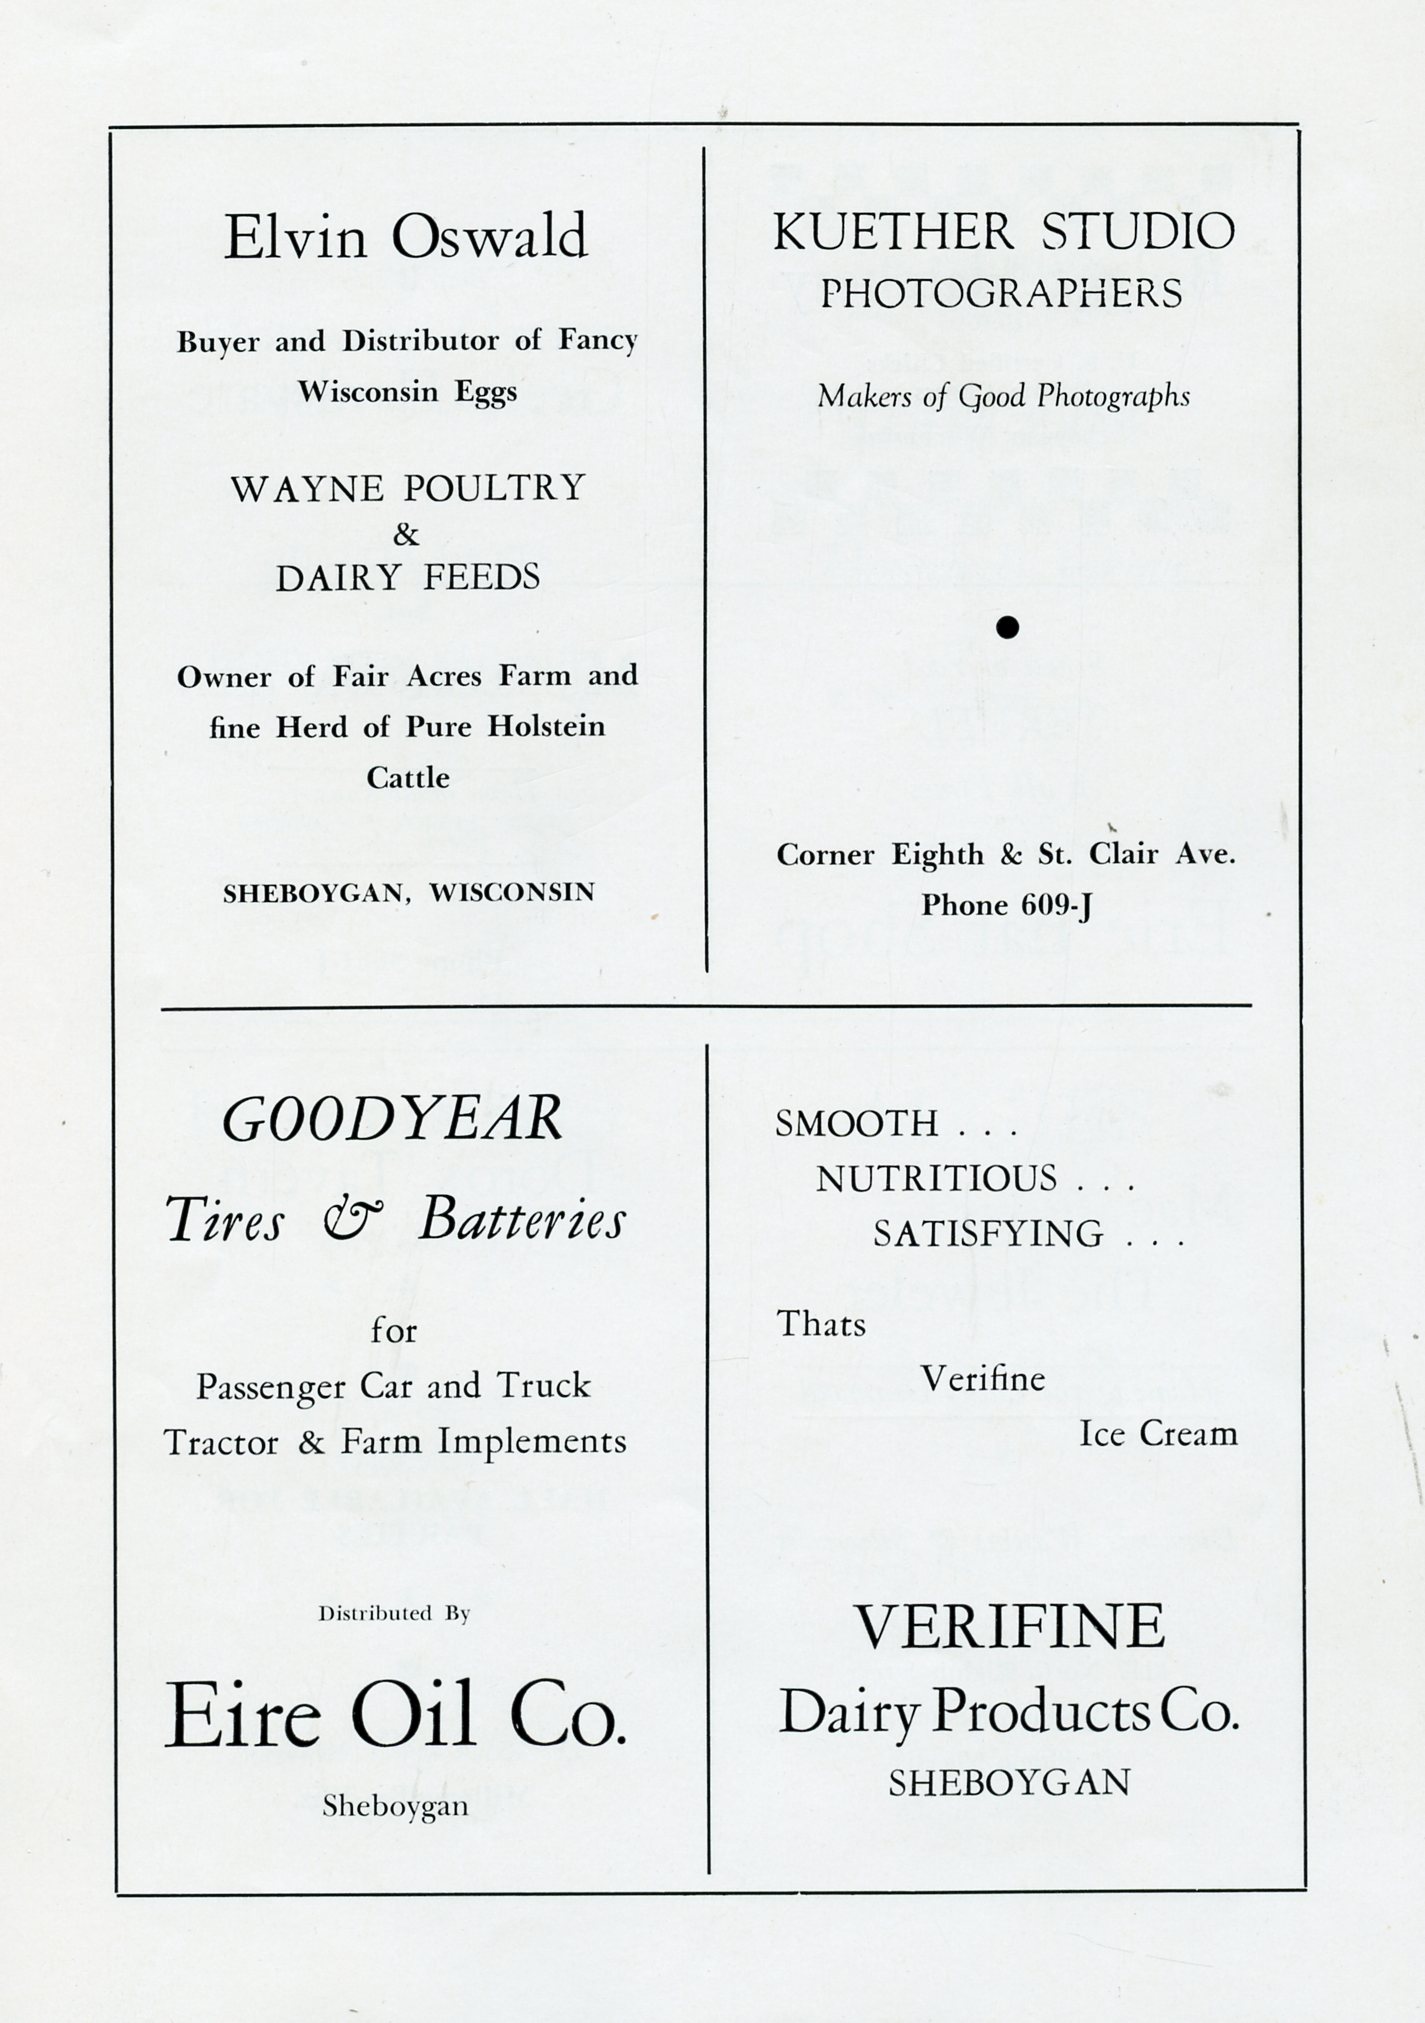 Elvin Oswald
Buyer and Distributor of Fancy
Wisconsin Eggs
WAYNE POULTRY
&
DAIRY FEEDS
Owner of Fair Acres Farm and
fine Herd of Pure Holstein
Cattle
SHEBOYGAN, WISCONSIN
KUETHER STUDIO
PHOTOGRAPHERS
Makers of Good Photographs
Corner Eighth & St. Clair Ave.
Phone 609-J
GOODYEAR
Tires & Batteries
for
Passenger Car and Truck
Tractor & Farm Implements
Distributed By
Eire Oil Co.
Sheboygan
SMOOTH . . .
NUTRITIOUS . . .
SATISFYING . . .
Thats
Verifine
Ice Cream
VERIFINE
Dairy Products Co.
SHEBOYGAN